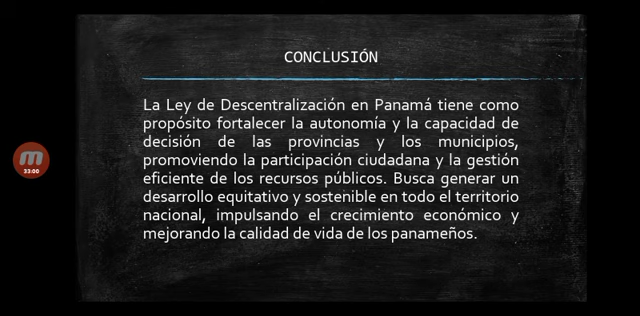 CONCLUSIÓN
La Ley de Descentralización en Panamá tiene como
propósito fortalecer la autonomía y la capacidad de
decisión de las provincias y los municipios,
promoviendo la participación ciudadana y la gestión
eficiente de los recursos públicos. Busca generar un
desarrollo equitativo y sostenible en todo el territorio
nacional, impulsando el crecimiento económico y
mejorando la calidad de vida de los panameños.
33:00